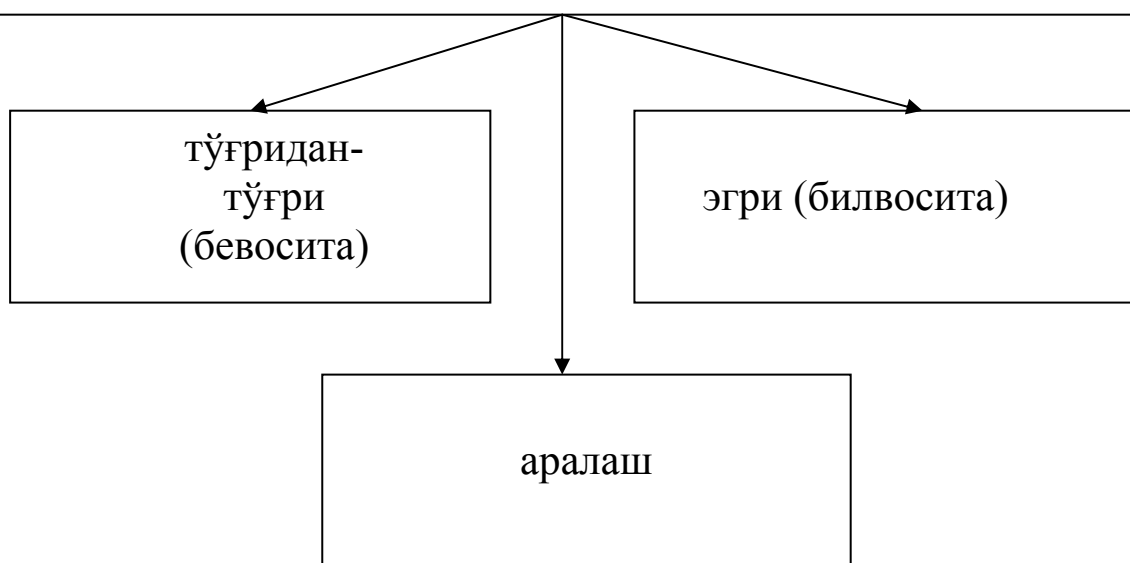 тўғридан-
тўғри
(бевосита)
эгри (билвосита)
аралаш